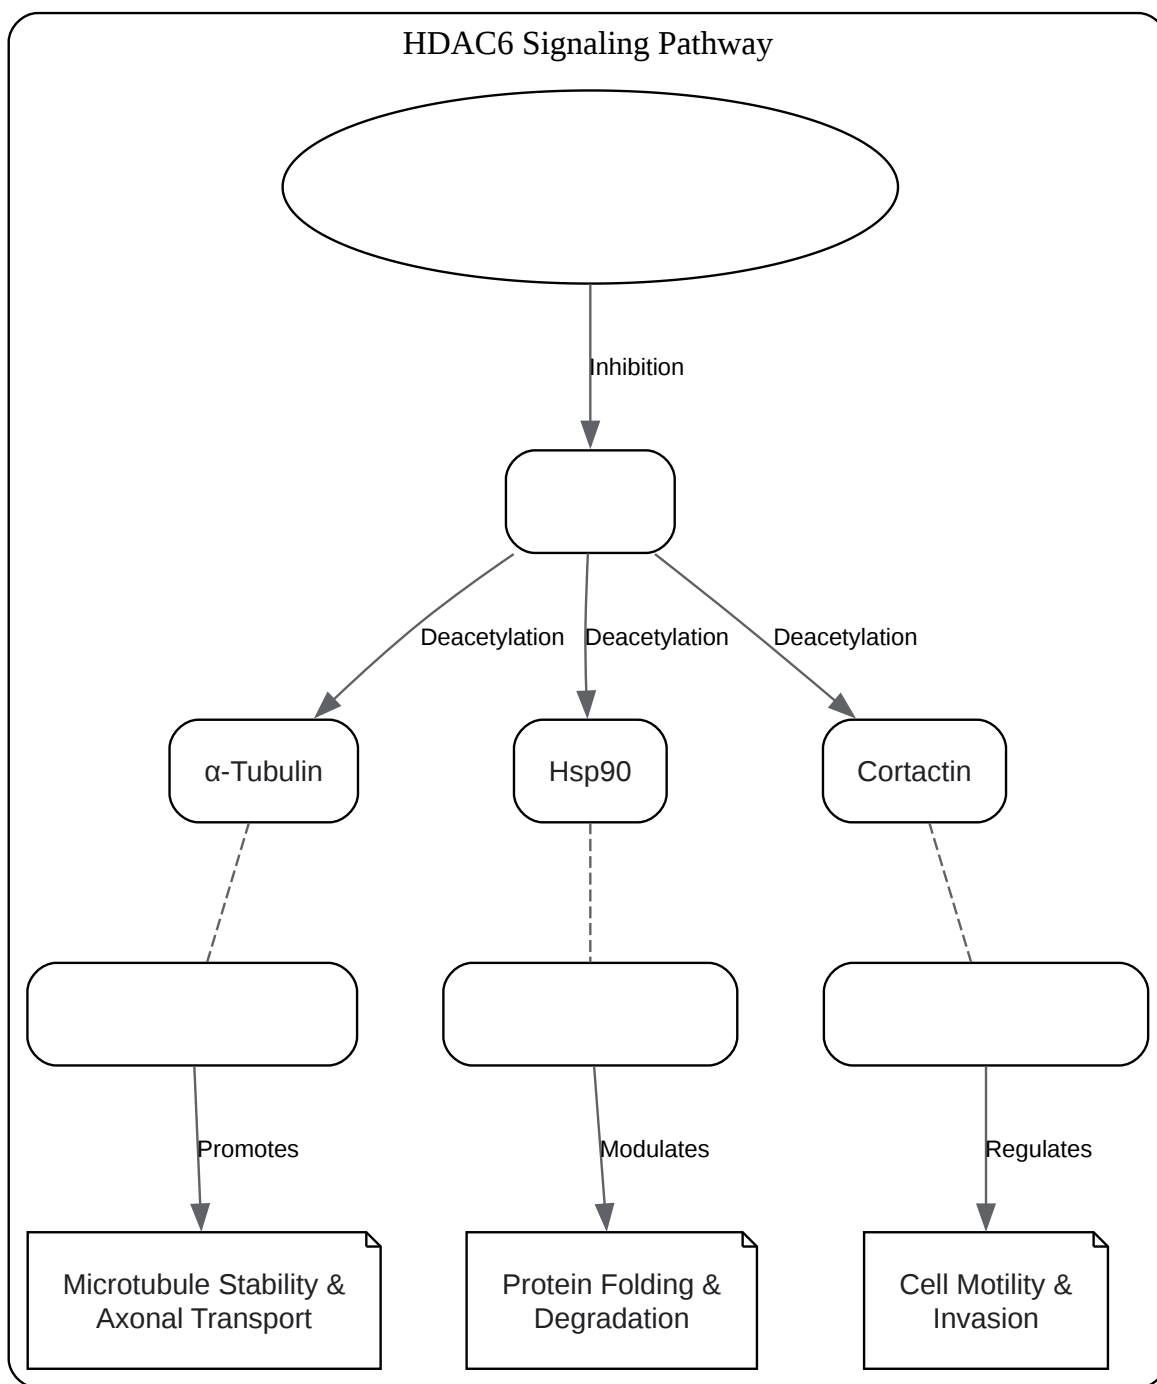 HDAC6 Signaling Pathway
Inhibition
Deacetylation
Deacetylation
Deacetylation
α-Tubulin
Hsp90
Cortactin
Promotes
Modulates
Regulates
Microtubule Stability &
Axonal Transport
Protein Folding &
Degradation
Cell Motility &
Invasion